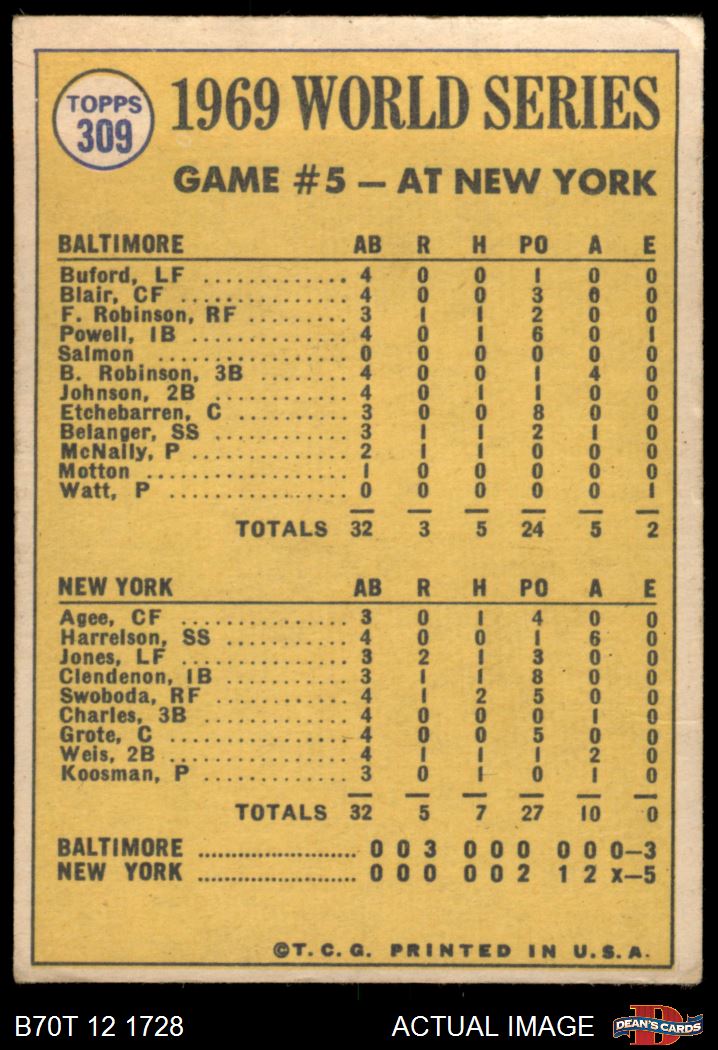 TOPPS
309
1969 WORLD SERIES
GAME #5 — AT NEW YORK
BALTIMORE AB R H PO A E
Buford, LF ............. 4 0 0 1 0 0
Blair, CF ............... 4 0 0 3 0 0
F. Robinson, RF ......... 3 1 1 2 0 0
Powell, 1B .............. 4 0 1 6 0 1
Salmon ................. 0 0 0 0 0 0
B. Robinson, 3B ........ 4 0 0 1 4 0
Johnson, 2B ............ 4 0 1 1 0 0
Etchebarren, C ......... 3 0 0 8 0 0
Belanger, SS ............ 3 1 1 2 1 0
McNally, P .............. 2 1 1 0 0 0
Motton .................. 1 0 0 0 0 0
Watt, P ................ 0 0 0 0 0 1
TOTALS 32 3 5 24 5 2
NEW YORK AB R H PO A E
Agee, CF ............... 3 0 1 4 0 0
Harrelson, SS ........... 4 0 0 1 6 0
Jones, LF ............... 3 2 1 3 0 0
Clendenon, 1B ........... 3 1 1 8 0 0
Swoboda, RF ............. 4 1 2 5 0 0
Charles, 3B ............ 4 0 0 0 1 0
Grote, C ................ 4 0 0 5 0 0
Weis, 2B ................ 4 1 1 1 2 0
Koosman, P ............. 3 0 1 0 1 0
TOTALS 32 5 7 27 10 0
BALTIMORE ........................ 0 0 3 0 0 0 0 0 0—3
NEW YORK ........................ 0 0 0 0 0 2 1 2 X—5
©T.C.G. PRINTED IN U.S.A.
B70T 12 1728
ACTUAL IMAGE
D
DEAN'S CARDS